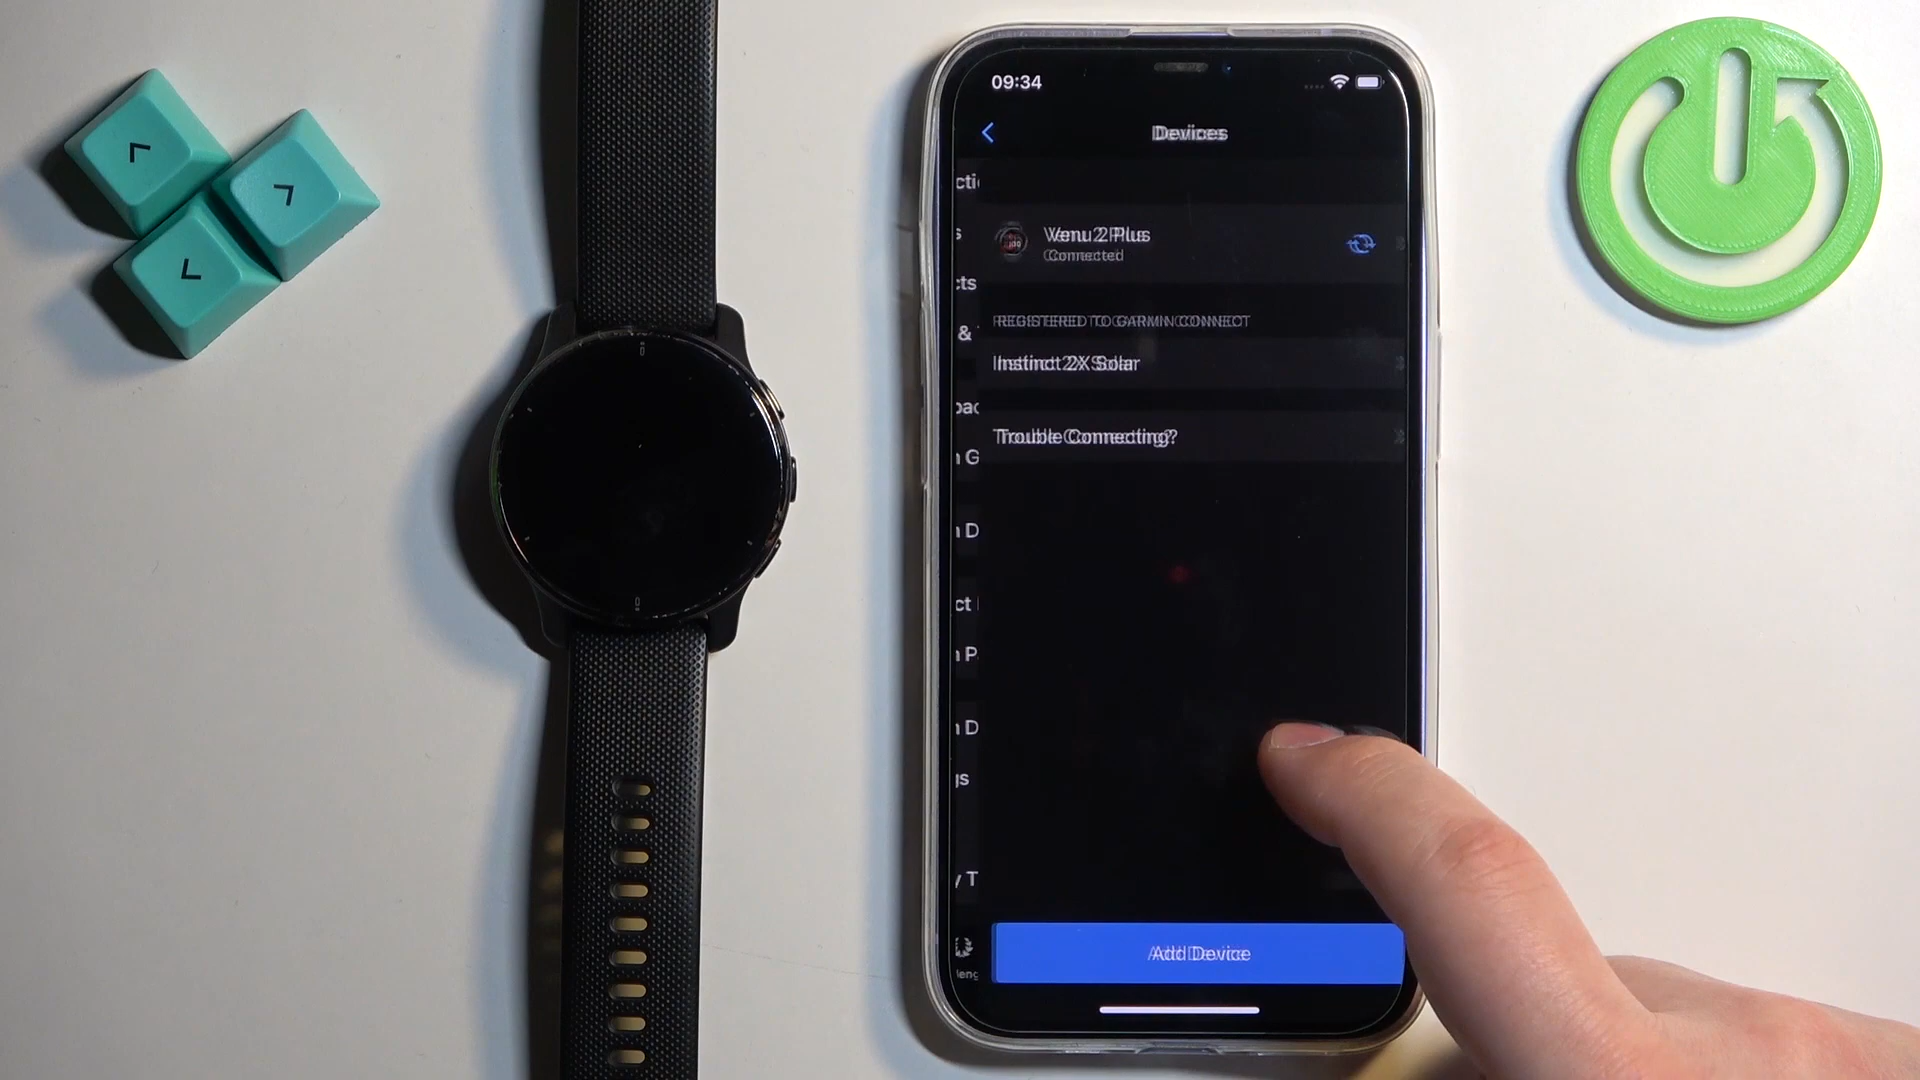 09:34
Devices
Venu 2 Plus
Connected
REGISTERED TO GARMIN CONNECT
Instinct 2X Solar
Trouble Connecting?
Add Device